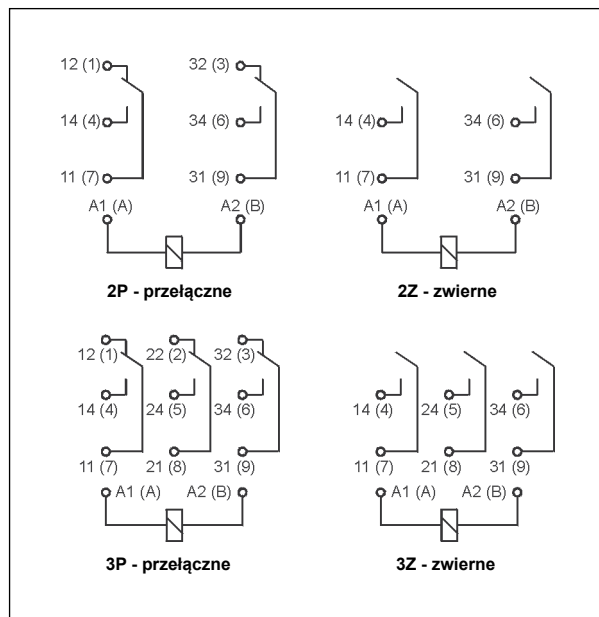 12 (1) 32 (3)
14 (4) 34 (6) 14 (4) 34 (6)
11 (7) 31 (9) 11 (7) 31 (9)
A1 (A) A2 (B) A1 (A) A2 (B)
2P - przełączne 2Z - zwierne
12 (1) 22 (2) 32 (3)
14 (4) 24 (5) 34 (6) 14 (4) 24 (5) 34 (6)
11 (7) 21 (8) 31 (9) 11 (7) 21 (8) 31 (9)
A1 (A) A2 (B) A1 (A) A2 (B)
3P - przełączne 3Z - zwierne